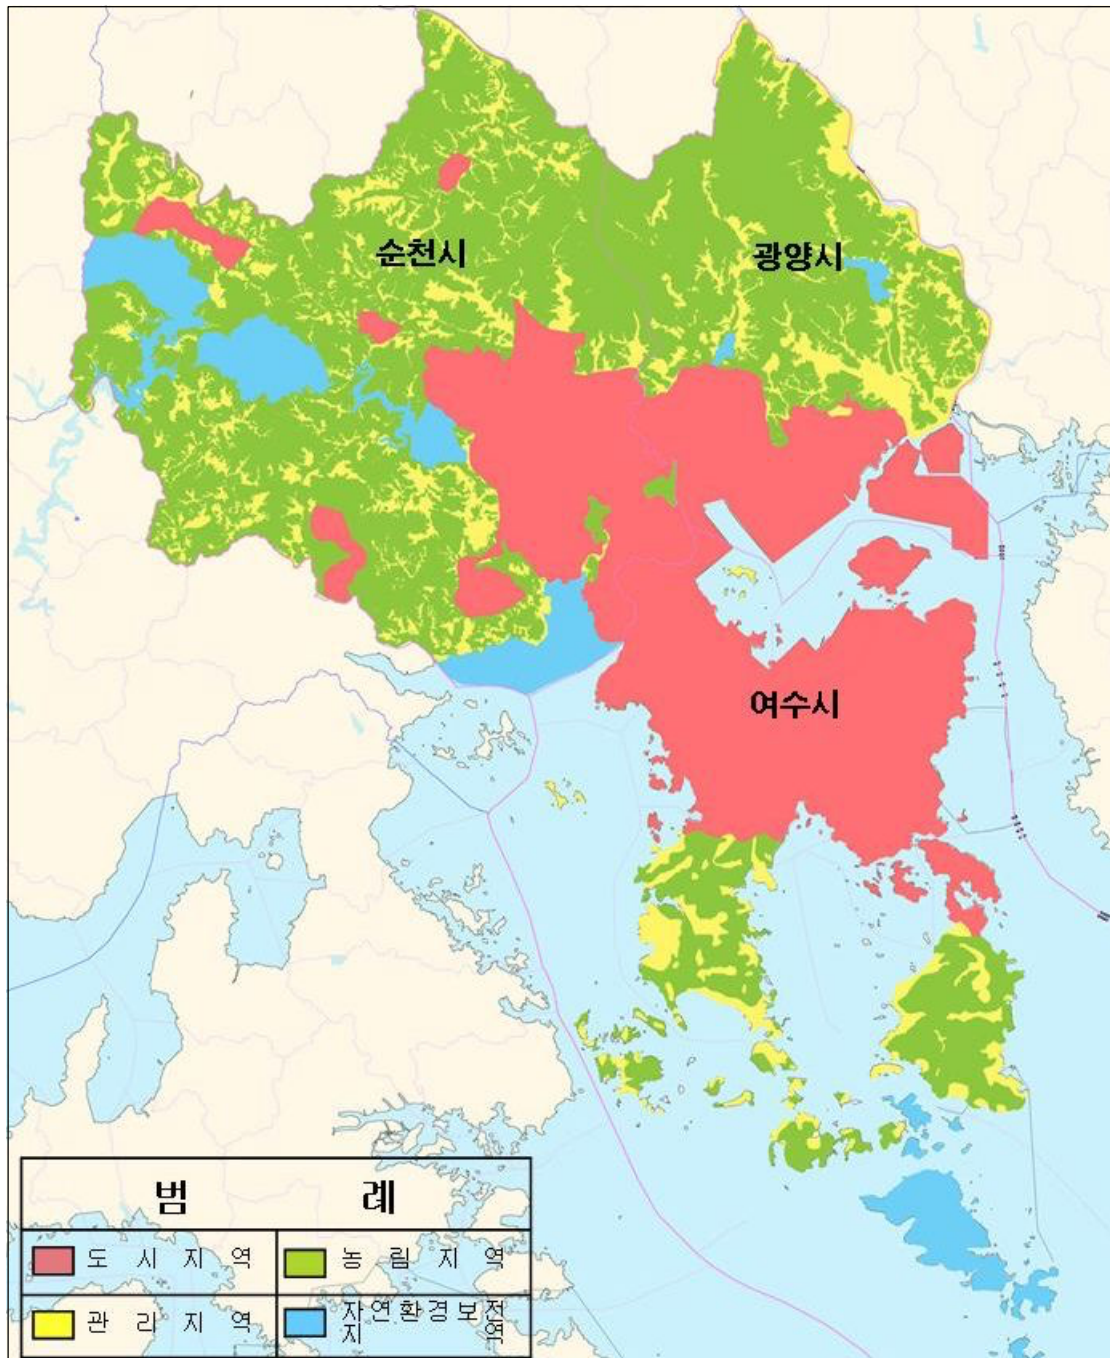 순천시
광양시
여수시
범 례
도 시 지 역
농 림 지 역
관 리 지 역
자연환경보전
지 역